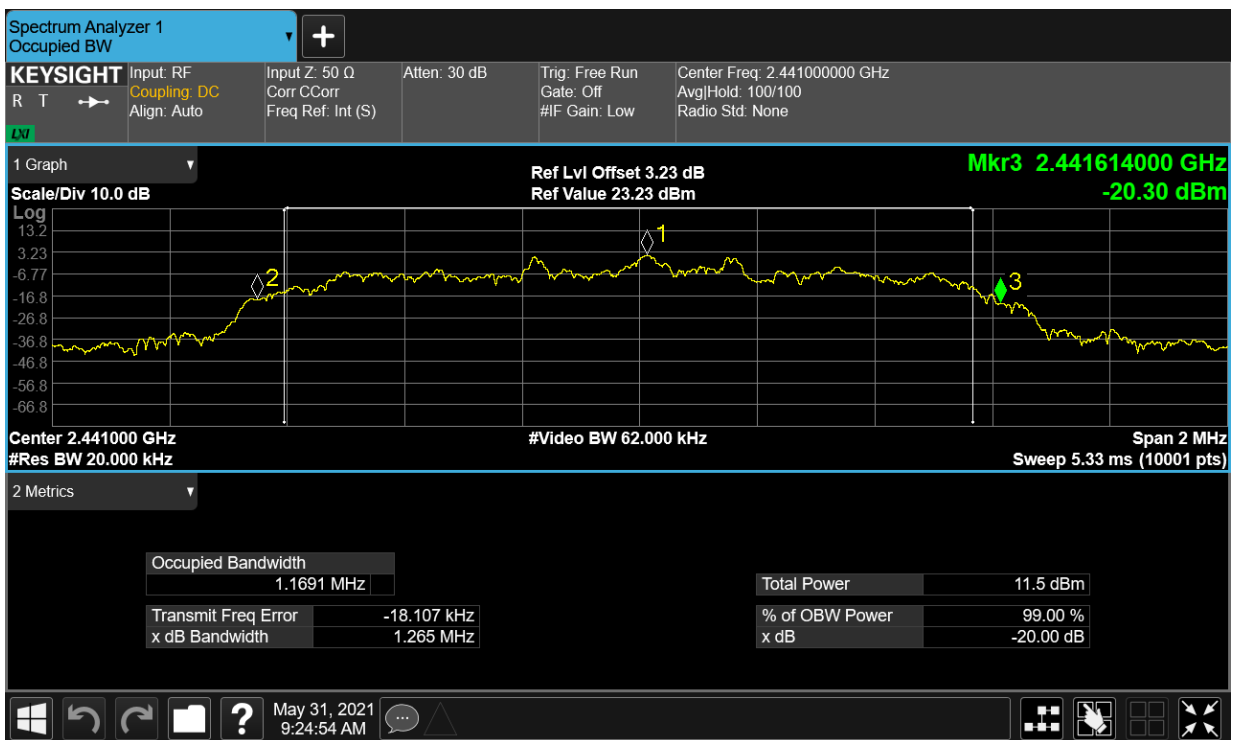 Spectrum Analyzer 1
Occupied BW
+
KEYSIGHT
R T
LXI
Input: RF
Coupling: DC
Align: Auto
Input Z: 50 Ω
Corr CCorr
Freq Ref: Int (S)
Atten: 30 dB
Trig: Free Run
Gate: Off
#IF Gain: Low
Center Freq: 2.441000000 GHz
Avg|Hold: 100/100
Radio Std: None
1 Graph
Scale/Div 10.0 dB
Ref Lvl Offset 3.23 dB
Ref Value 23.23 dBm
Mkr3 2.441614000 GHz
-20.30 dBm
Log
13.2
3.23
-6.77
-16.8
-26.8
-36.8
-46.8
-56.8
-66.8
1
2
3
Center 2.441000 GHz
#Res BW 20.000 kHz
#Video BW 62.000 kHz
Span 2 MHz
Sweep 5.33 ms (10001 pts)
2 Metrics
Occupied Bandwidth
1.1691 MHz
Transmit Freq Error -18.107 kHz
x dB Bandwidth 1.265 MHz
Total Power 11.5 dBm
% of OBW Power 99.00 %
x dB -20.00 dB
?
May 31, 2021
9:24:54 AM